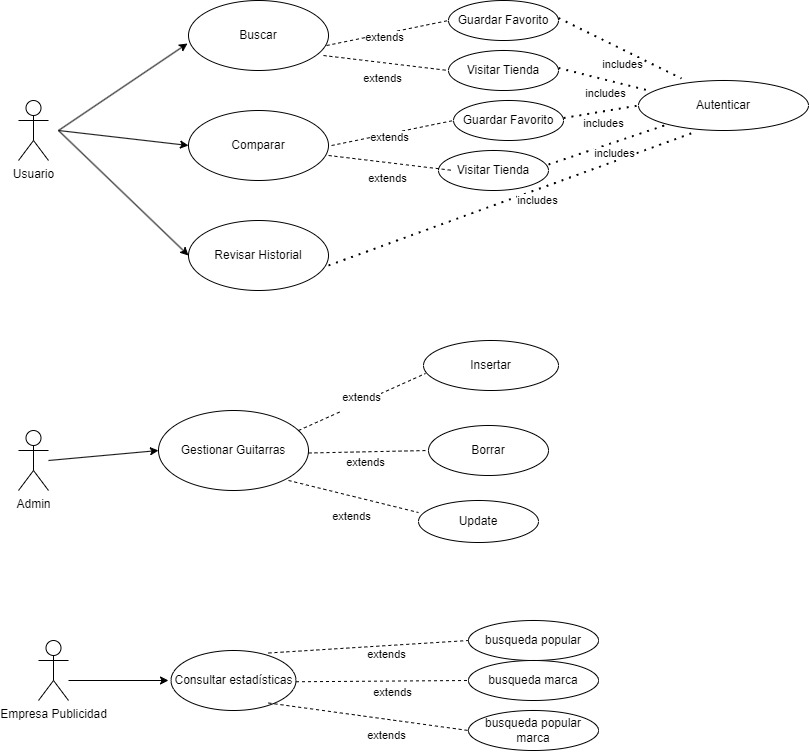 Buscar
extends
Guardar Favorito
extends
Visitar Tienda
includes
includes
Autenticar
Usuario
Comparar
extends
Guardar Favorito
includes
extends
Visitar Tienda
includes
includes
Revisar Historial
Admin
Gestionar Guitarras
extends
Insertar
extends
Borrar
extends
Update
Empresa Publicidad
Consultar estadísticas
extends
busqueda popular
extends
busqueda marca
extends
busqueda popular
marca